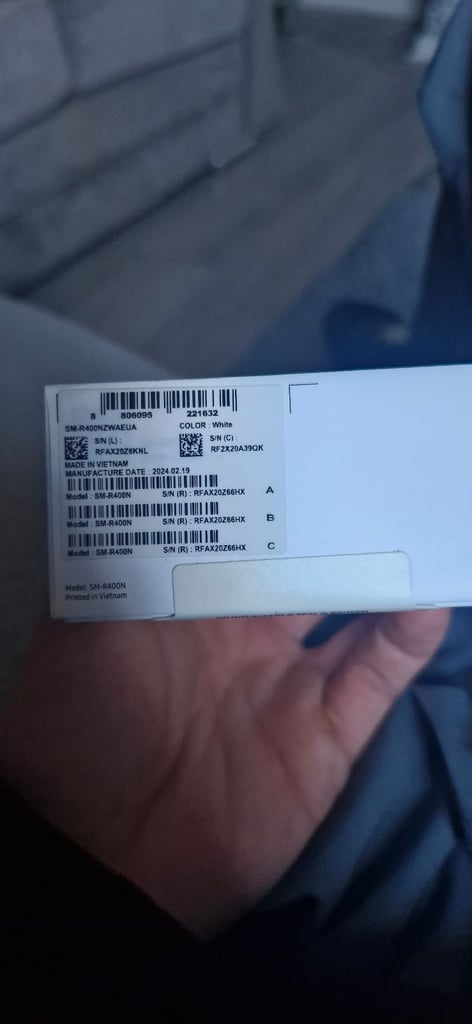 8 806095 221632
SM-R400NZWAEUA COLOR : White
S/N (L) : S/N (C) :
RFAX20Z6KNL RF2X20A39QK
MADE IN VIETNAM
MANUFACTURE DATE : 2024.02.19
Model : SM-R400N S/N (R) : RFAX20Z66HX A
Model : SM-R400N S/N (R) : RFAX20Z66HX B
Model : SM-R400N S/N (R) : RFAX20Z66HX C
Model: SM-R400N
Printed in Vietnam